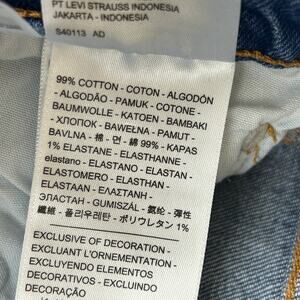 PT LEVI STRAUSS INDONESIA
JAKARTA - INDONESIA
S40113 AD
99% COTTON - COTON - ALGODÓN
- ALGODÃO - PAMUK - COTONE -
BAUMWOLLE - KATOEN - BAMBAKI
- ХЛОПОК - BAWEŁNA - PAMUT -
BAVLNA - 棉 - 면 - 綿 99% - KAPAS
1% ELASTANE - ELASTHANNE -
elastano - ELASTANO - ELASTAN -
ELASTOMERO - ELASTHAN -
ELASTAAN - ΕΛΑΣΤΑΝΗ -
ЭЛАСТАН - GUMISZÁL - 氨纶 - 彈性
纖維 - 폴리우레탄 - ポリウレタン 1%
EXCLUSIVE OF DECORATION -
EXCLUANT L'ORNEMENTATION -
EXCLUYENDO ELEMENTOS
DECORATIVOS - EXCLUINDO
DECORAÇÃO